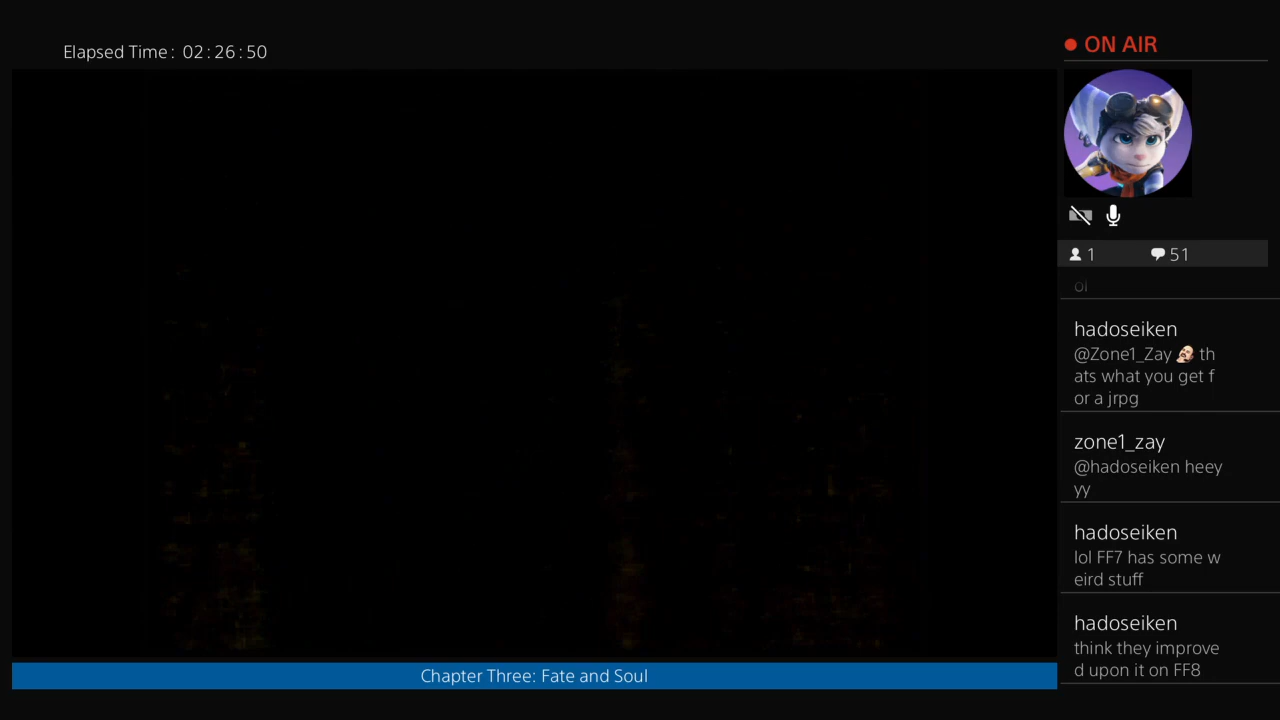 Elapsed Time: 02:26:50
ON AIR
1 51
hadoseiken
@Zone1_Zay th
ats what you get f
or a jrpg
zone1_zay
@hadoseiken heey
yy
hadoseiken
lol FF7 has some w
eird stuff
hadoseiken
think they improve
d upon it on FF8
Chapter Three: Fate and Soul